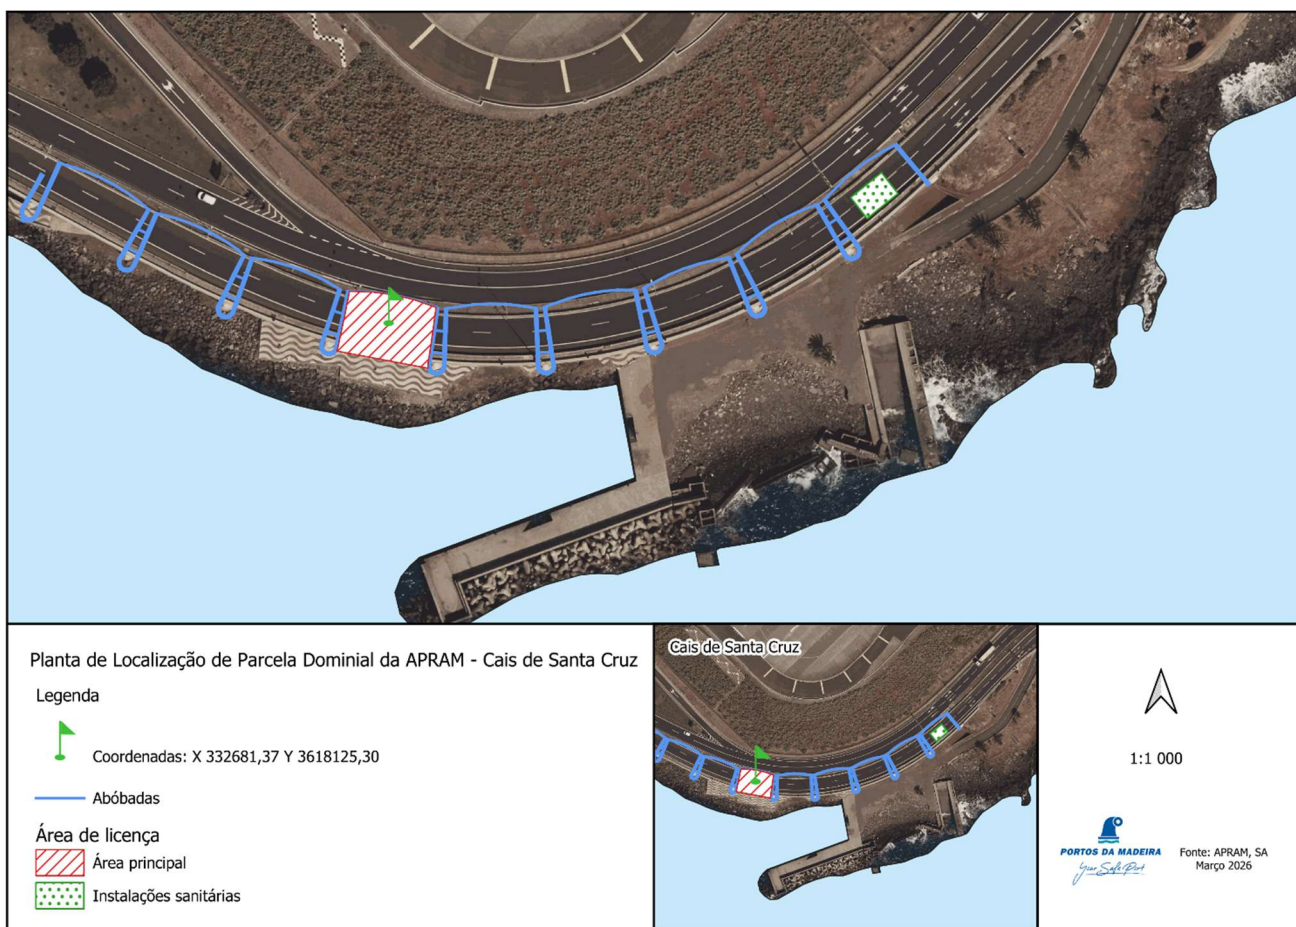 Planta de Localização de Parcela Dominial da APRAM - Cais de Santa Cruz
Legenda
Coordenadas: X 332681,37 Y 3618125,30
Abóbadas
Área de licença
Área principal
Instalações sanitárias
Cais de Santa Cruz
1:1 000
PORTOS DA MADEIRA
Your Safe Port
Fonte: APRAM, SA
Março 2026